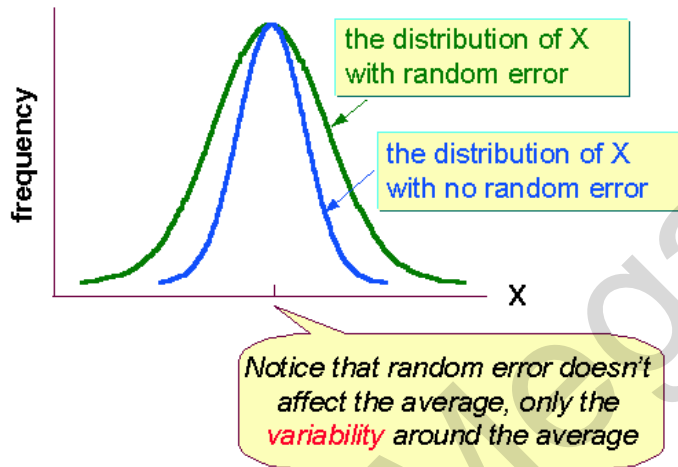 the distribution of X
with random error
the distribution of X
with no random error
frequency
X
Notice that random error doesn't
affect the average, only the
variability around the average
Mega